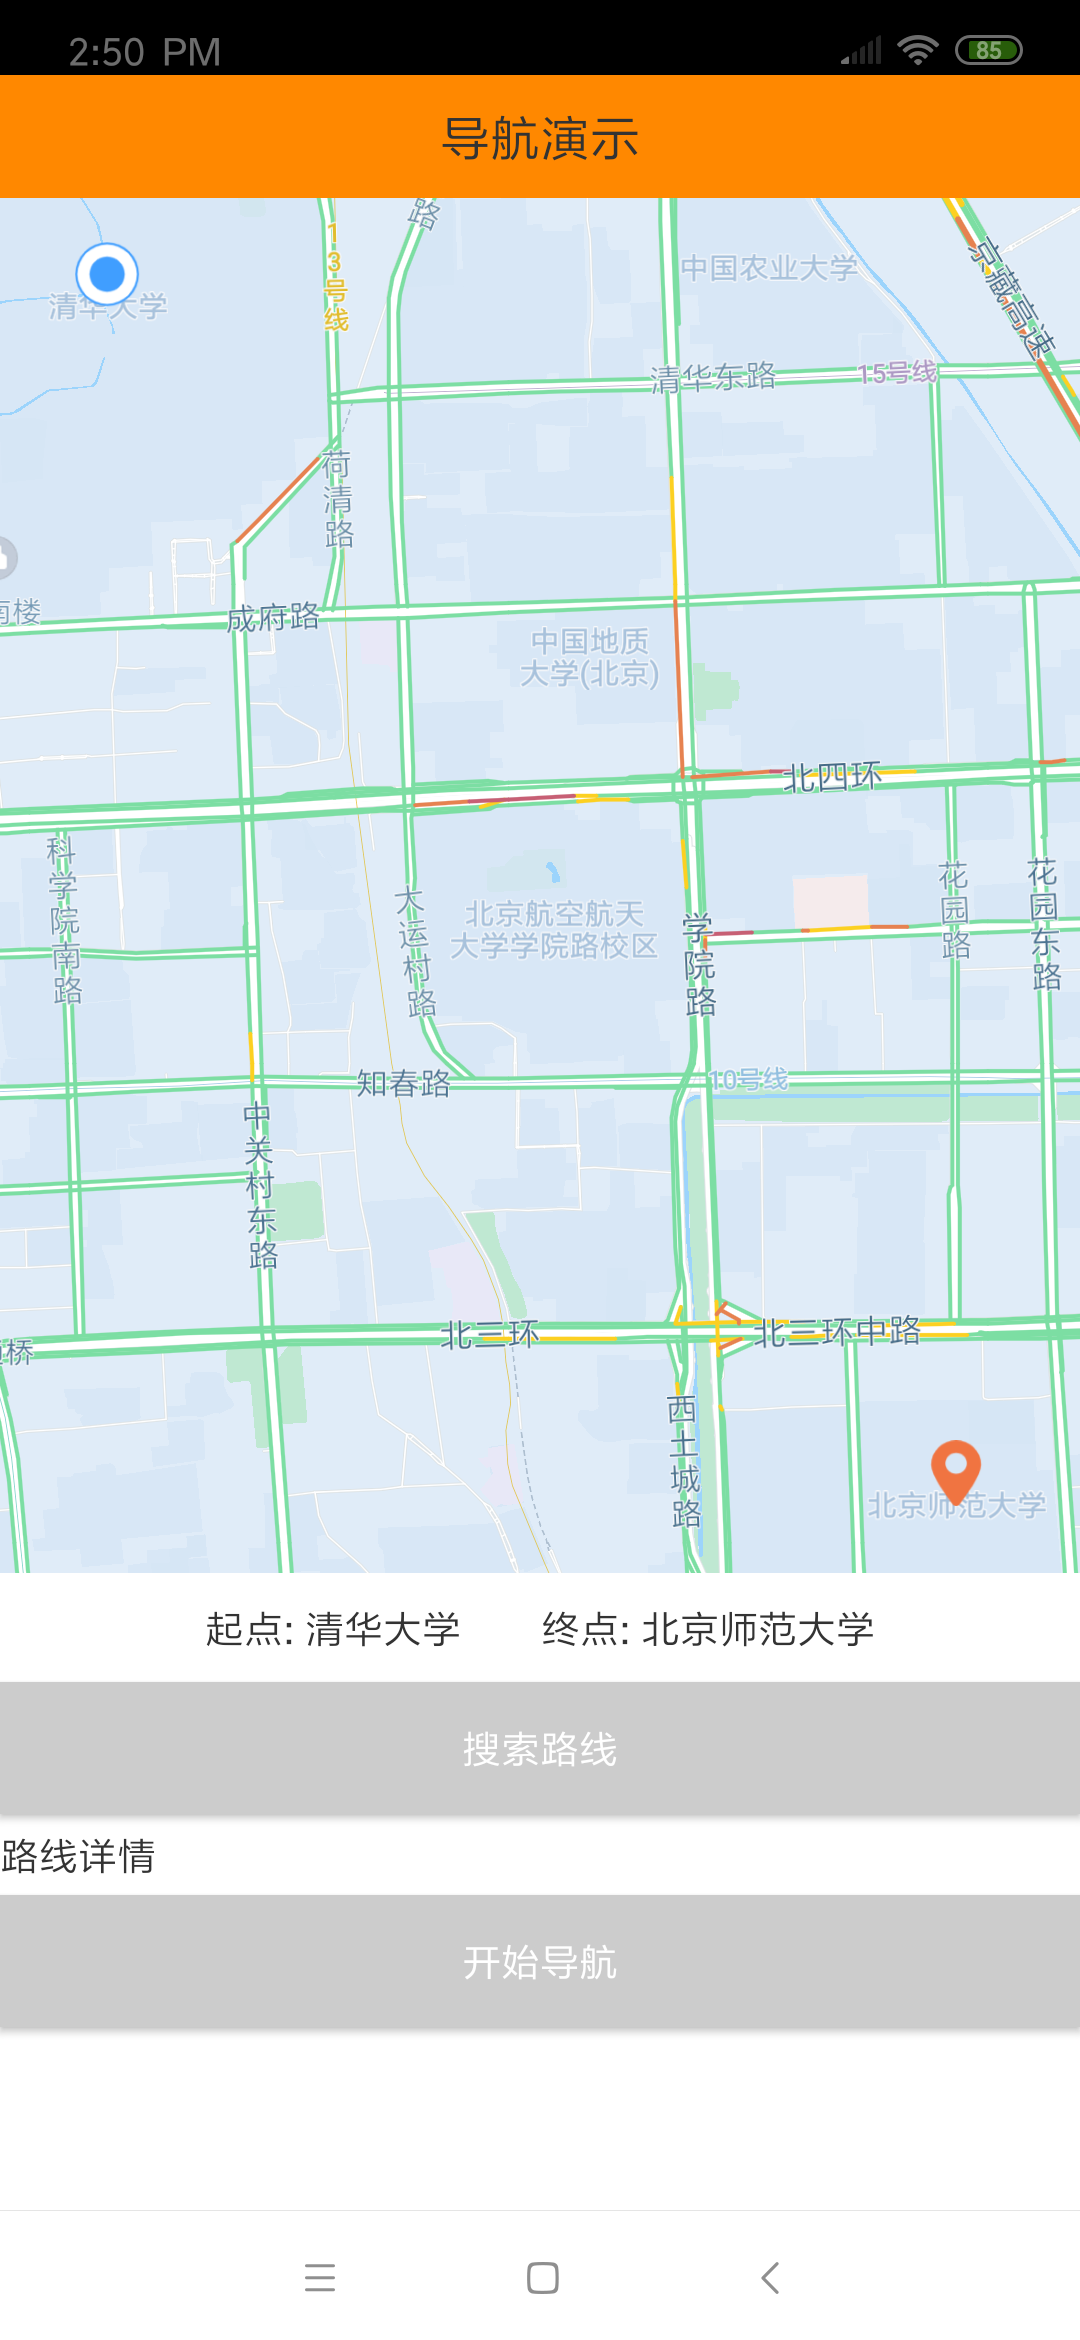 2:50 PM
85
导航演示
路
13号线
中国农业大学
京藏高速
清华大学
清华东路
15号线
荷清路
南楼
成府路
中国地质
大学(北京)
北四环
科学院南路
大运村路
北京航空航天
大学学院路校区
学院路
花园路
花园东路
知春路
10号线
中关村东路
北三环
北三环中路
桥
西土城路
北京师范大学
起点: 清华大学
终点: 北京师范大学
搜索路线
路线详情
开始导航